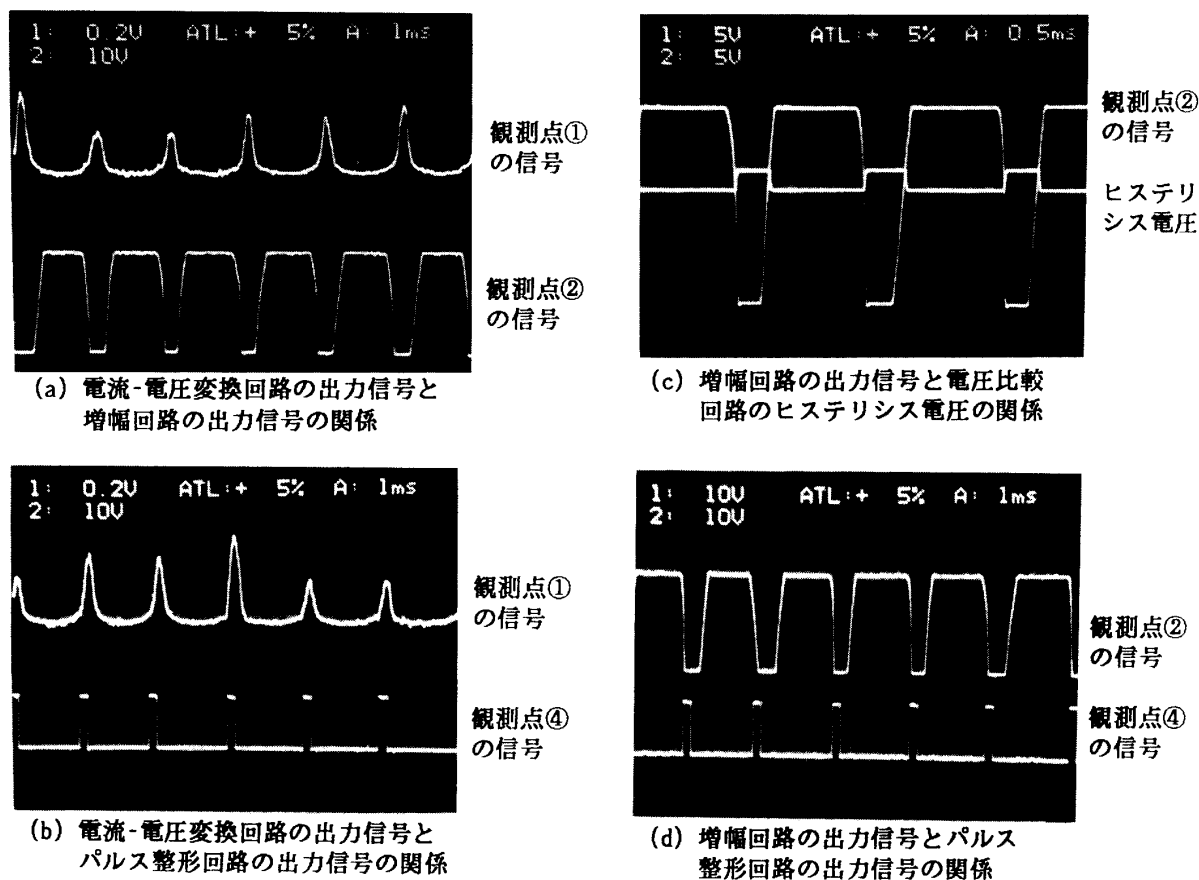 1: 0.2V ATL:+ 5% A: 1ms
2: 10V
観測点①
の信号
観測点②
の信号
(a) 電流-電圧変換回路の出力信号と
増幅回路の出力信号の関係
1: 5V ATL:+ 5% A: 0.5ms
2: 5V
観測点②
の信号
ヒステリ
シス電圧
(c) 増幅回路の出力信号と電圧比較
回路のヒステリシス電圧の関係
1: 0.2V ATL:+ 5% A: 1ms
2: 10V
観測点①
の信号
観測点④
の信号
(b) 電流-電圧変換回路の出力信号と
パルス整形回路の出力信号の関係
1: 10V ATL:+ 5% A: 1ms
2: 10V
観測点②
の信号
観測点④
の信号
(d) 増幅回路の出力信号とパルス
整形回路の出力信号の関係